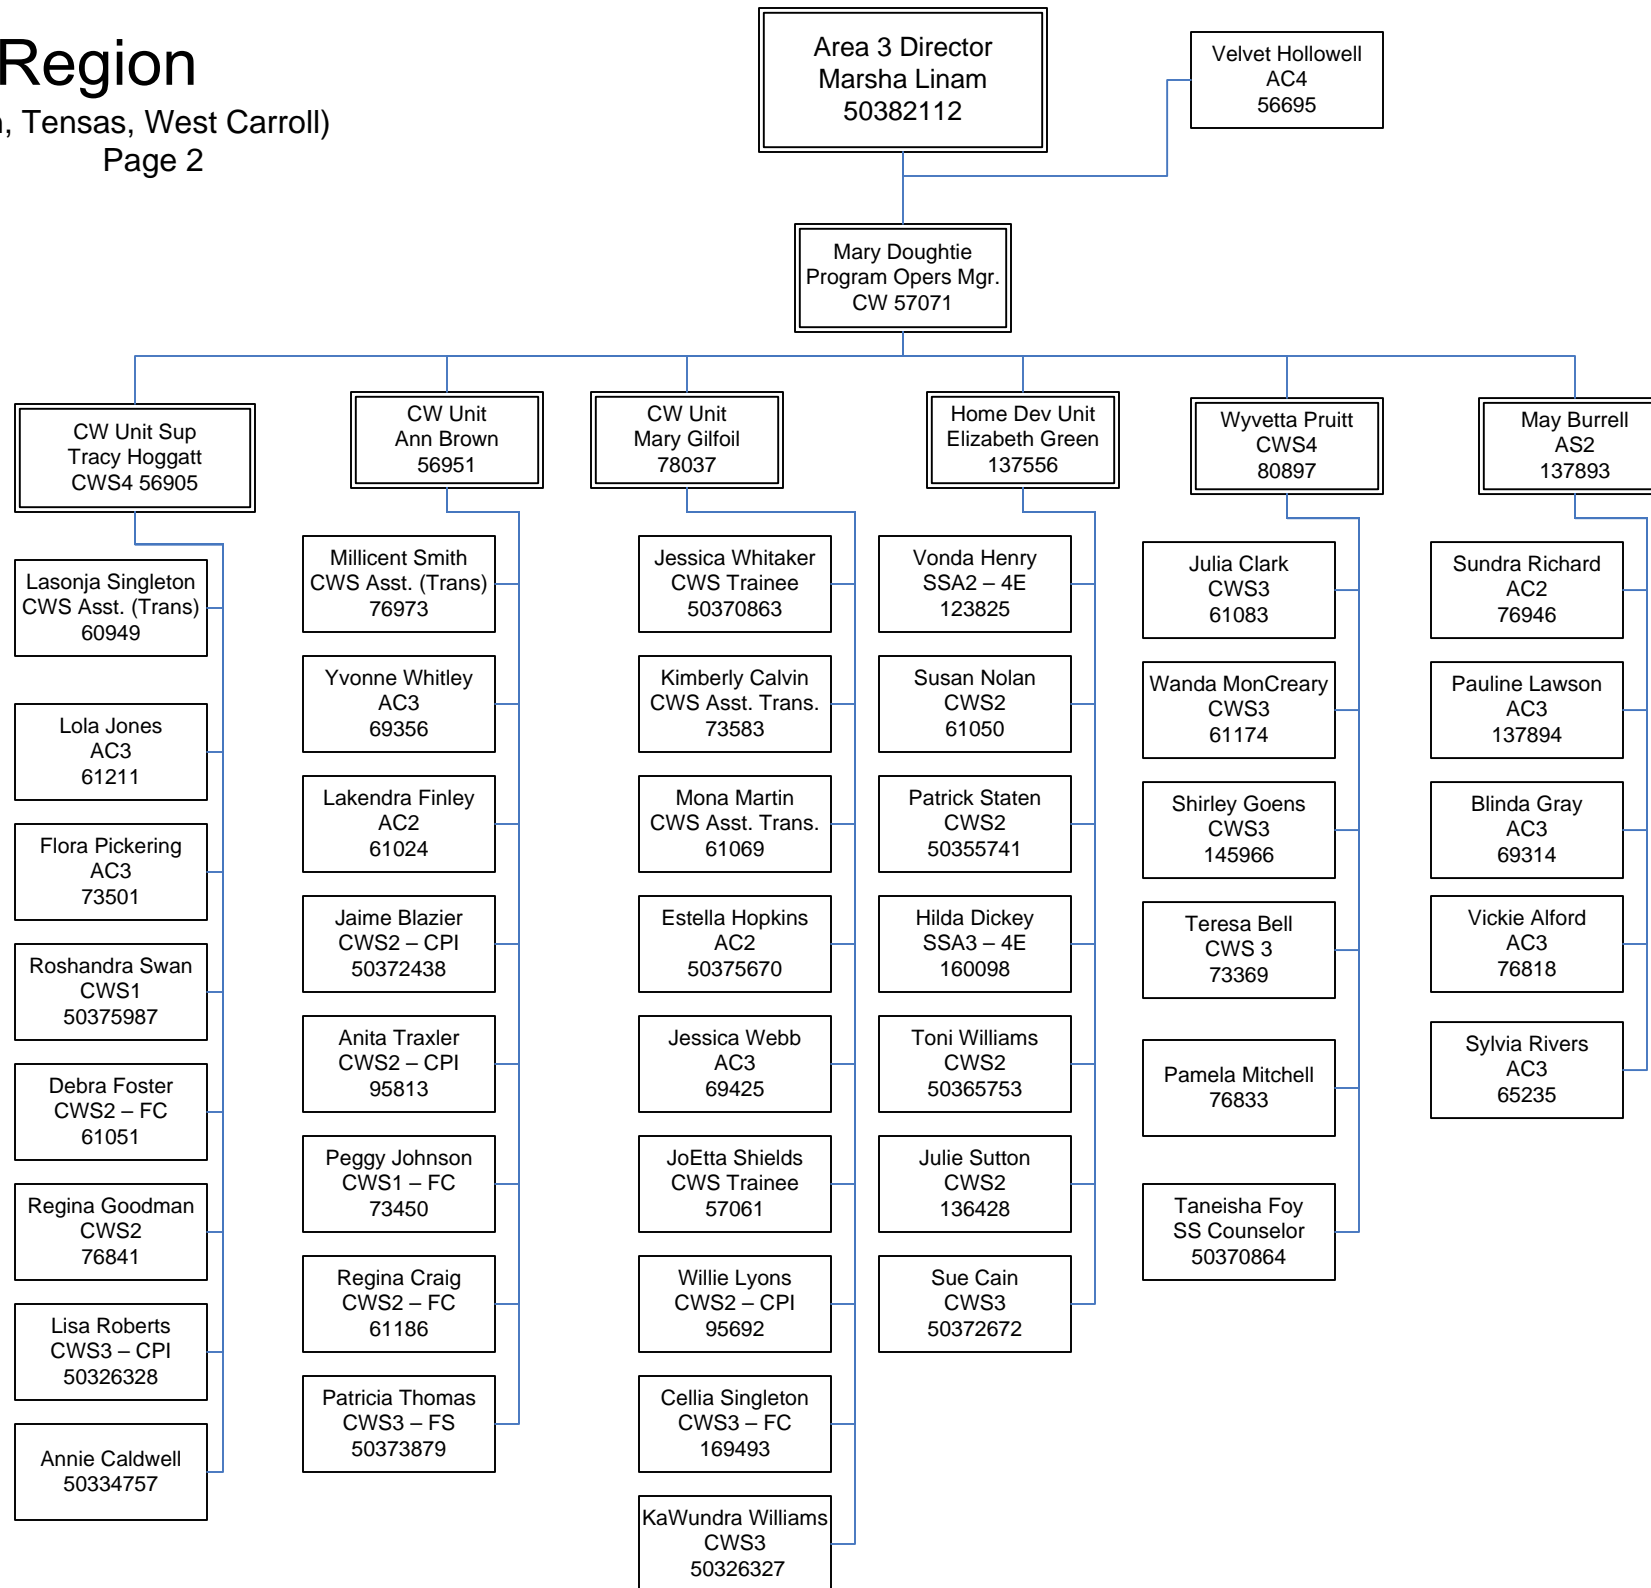 Region
, Tensas, West Carroll)
Page 2
Area 3 Director
Marsha Linam
50382112
Velvet Hollowell
AC4
56695
Mary Doughtie
Program Opers Mgr.
CW 57071
CW Unit Sup
Tracy Hoggatt
CWS4 56905
CW Unit
Ann Brown
56951
CW Unit
Mary Gilfoil
78037
Home Dev Unit
Elizabeth Green
137556
Wyvetta Pruitt
CWS4
80897
May Burrell
AS2
137893
Lasonja Singleton
CWS Asst. (Trans)
60949
Lola Jones
AC3
61211
Flora Pickering
AC3
73501
Roshandra Swan
CWS1
50375987
Debra Foster
CWS2 – FC
61051
Regina Goodman
CWS2
76841
Lisa Roberts
CWS3 – CPI
50326328
Annie Caldwell
50334757
Millicent Smith
CWS Asst. (Trans)
76973
Yvonne Whitley
AC3
69356
Lakendra Finley
AC2
61024
Jaime Blazier
CWS2 – CPI
50372438
Anita Traxler
CWS2 – CPI
95813
Peggy Johnson
CWS1 – FC
73450
Regina Craig
CWS2 – FC
61186
Patricia Thomas
CWS3 – FS
50373879
Jessica Whitaker
CWS Trainee
50370863
Kimberly Calvin
CWS Asst. Trans.
73583
Mona Martin
CWS Asst. Trans.
61069
Estella Hopkins
AC2
50375670
Jessica Webb
AC3
69425
JoEtta Shields
CWS Trainee
57061
Willie Lyons
CWS2 – CPI
95692
Cellia Singleton
CWS3 – FC
169493
KaWundra Williams
CWS3
50326327
Vonda Henry
SSA2 – 4E
123825
Susan Nolan
CWS2
61050
Patrick Staten
CWS2
50355741
Hilda Dickey
SSA3 – 4E
160098
Toni Williams
CWS2
50365753
Julie Sutton
CWS2
136428
Sue Cain
CWS3
50372672
Julia Clark
CWS3
61083
Wanda MonCreary
CWS3
61174
Shirley Goens
CWS3
145966
Teresa Bell
CWS 3
73369
Pamela Mitchell
76833
Taneisha Foy
SS Counselor
50370864
Sundra Richard
AC2
76946
Pauline Lawson
AC3
137894
Blinda Gray
AC3
69314
Vickie Alford
AC3
76818
Sylvia Rivers
AC3
65235